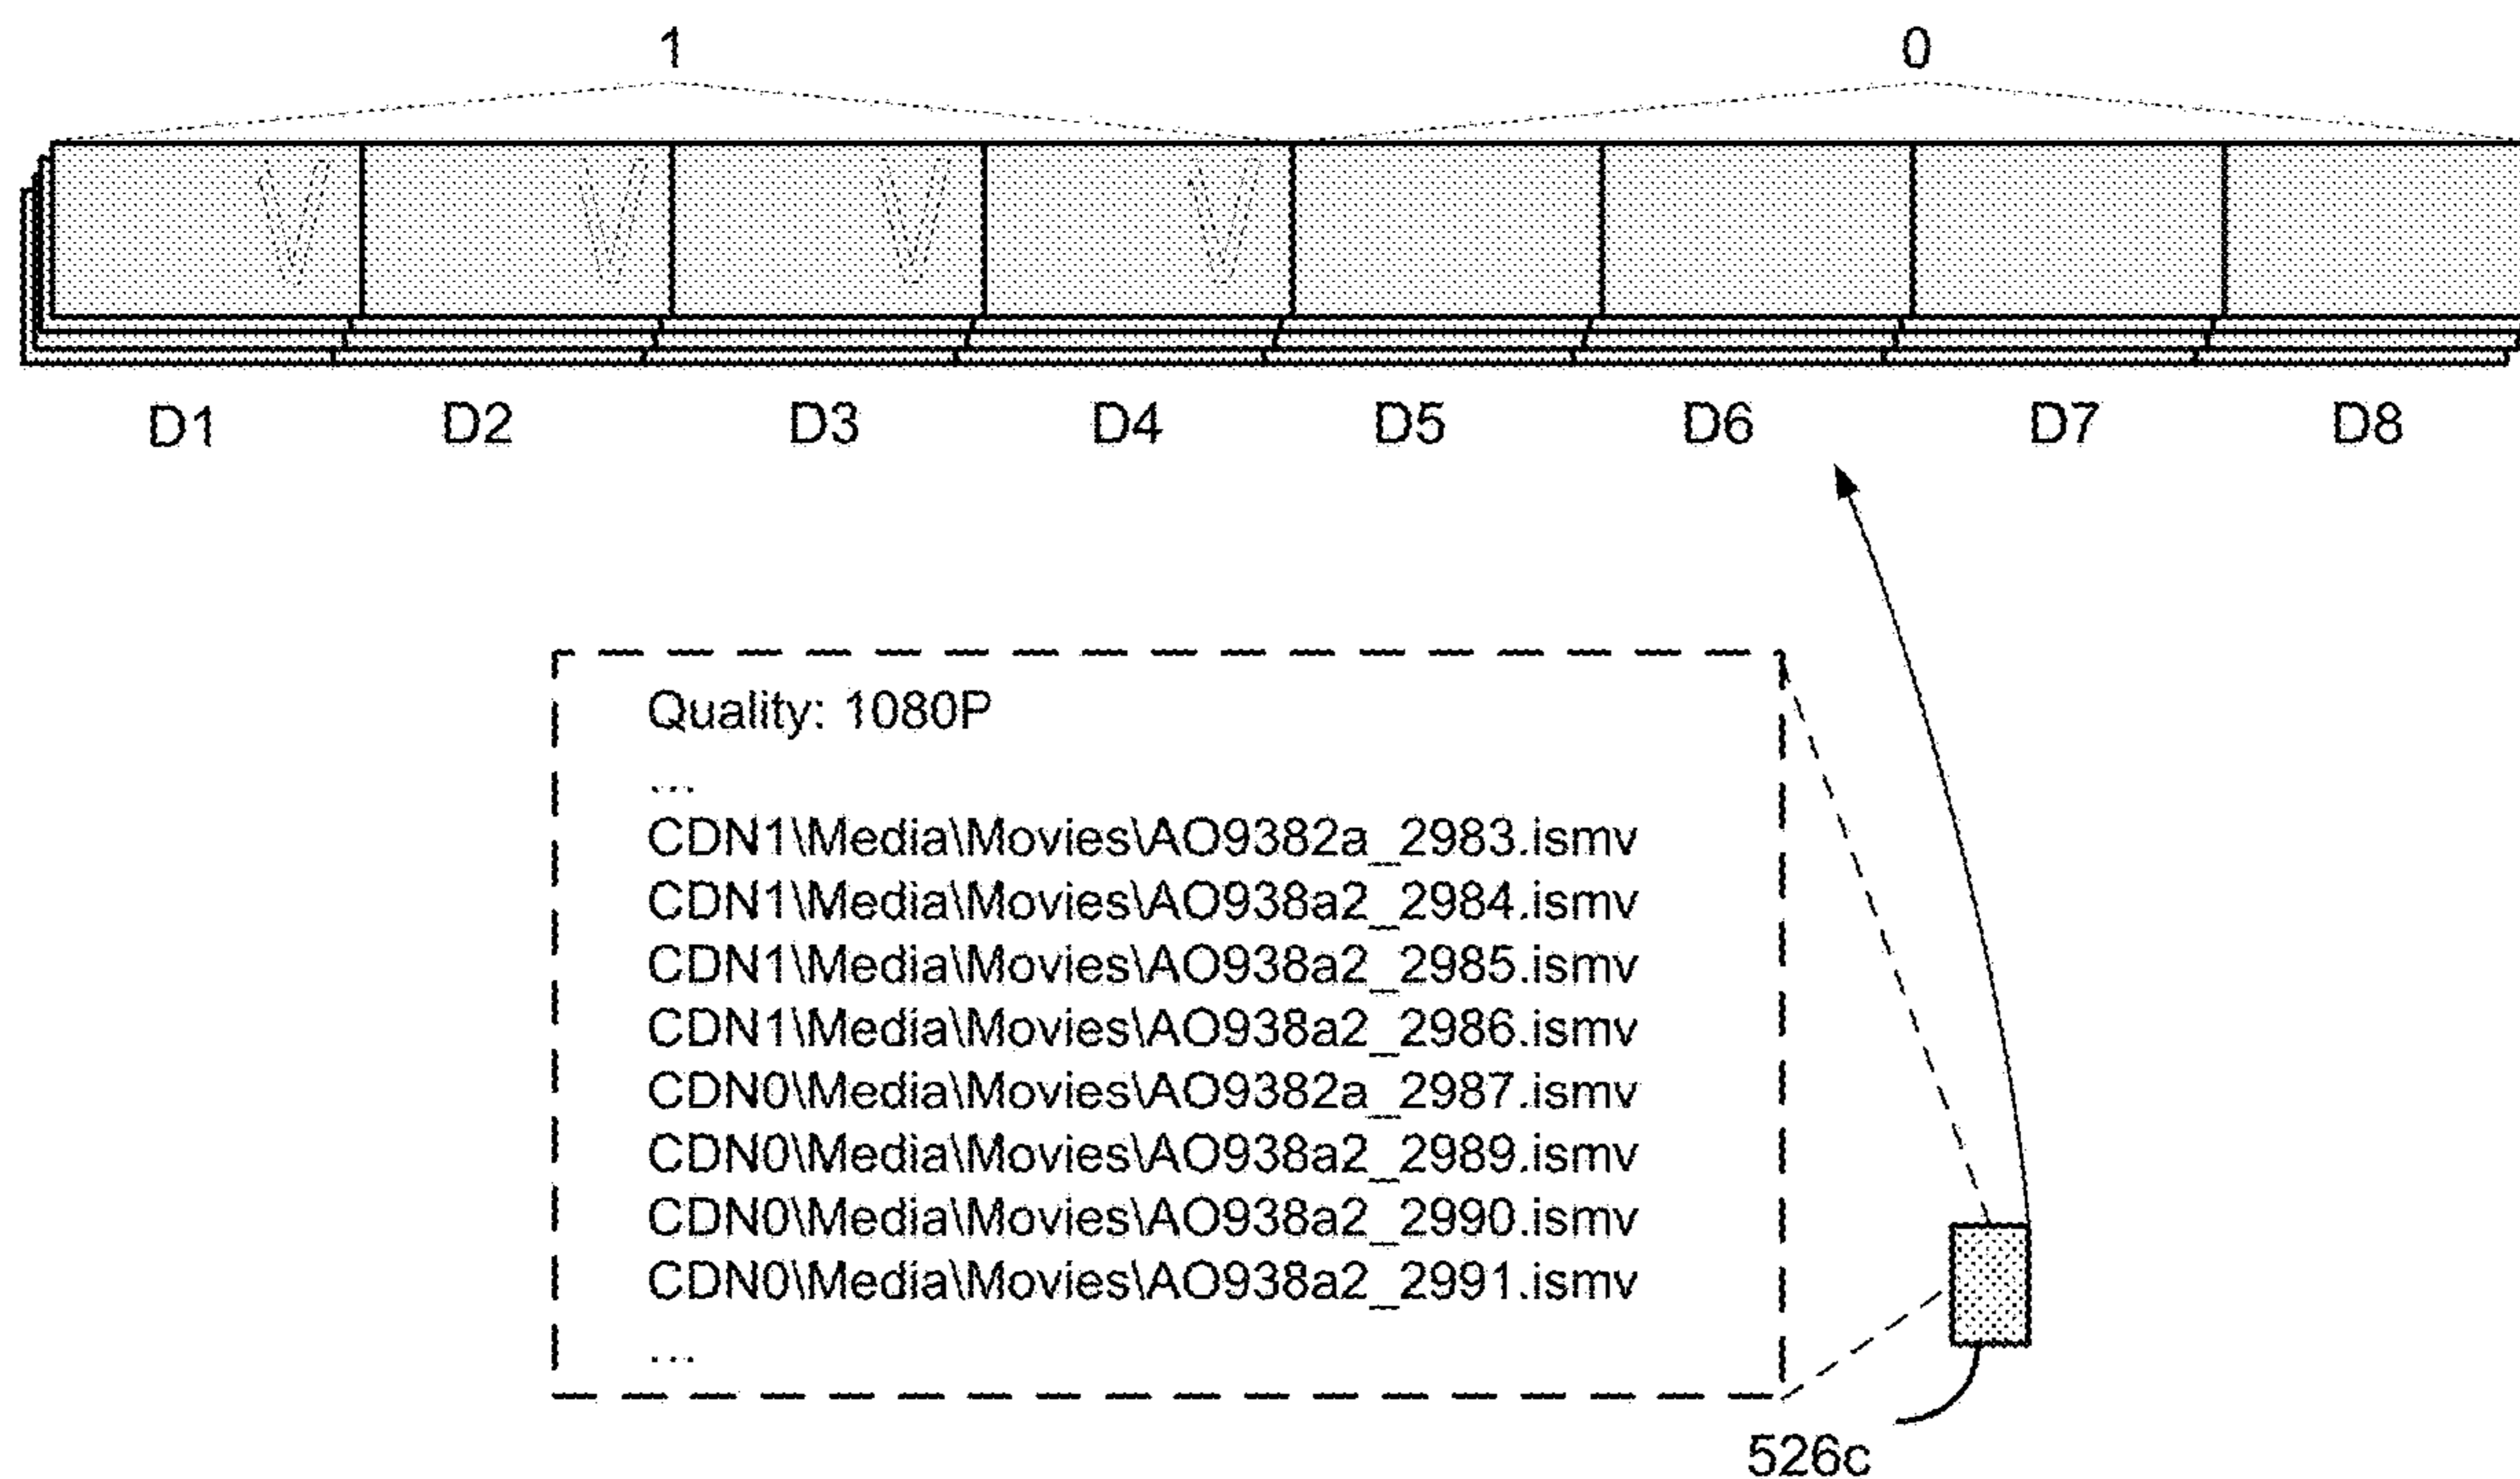 1 0
V V V V
D1 D2 D3 D4 D5 D6 D7 D8
Quality: 1080P
...
CDN1\Media\Movies\AO9382a_2983.ismv
CDN1\Media\Movies\AO938a2_2984.ismv
CDN1\Media\Movies\AO938a2_2985.ismv
CDN1\Media\Movies\AO938a2_2986.ismv
CDN0\Media\Movies\AO9382a_2987.ismv
CDN0\Media\Movies\AO938a2_2989.ismv
CDN0\Media\Movies\AO938a2_2990.ismv
CDN0\Media\Movies\AO938a2_2991.ismv
...
526c